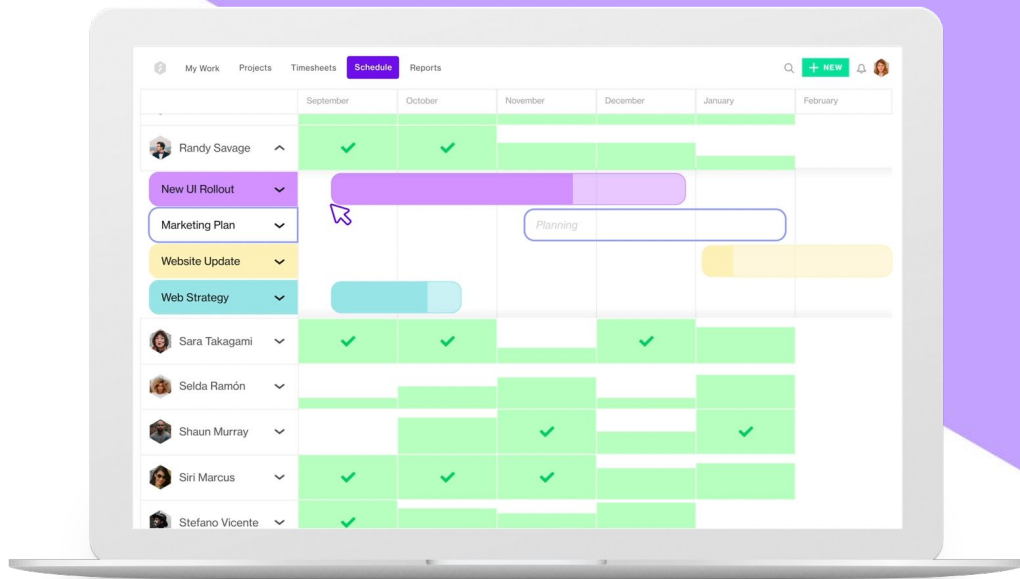 My Work Projects Timesheets Schedule Reports + NEW
September October November December January February
Randy Savage
New UI Rollout
Marketing Plan Planning
Website Update
Web Strategy
Sara Takagami
Selda Ramón
Shaun Murray
Siri Marcus
Stefano Vicente